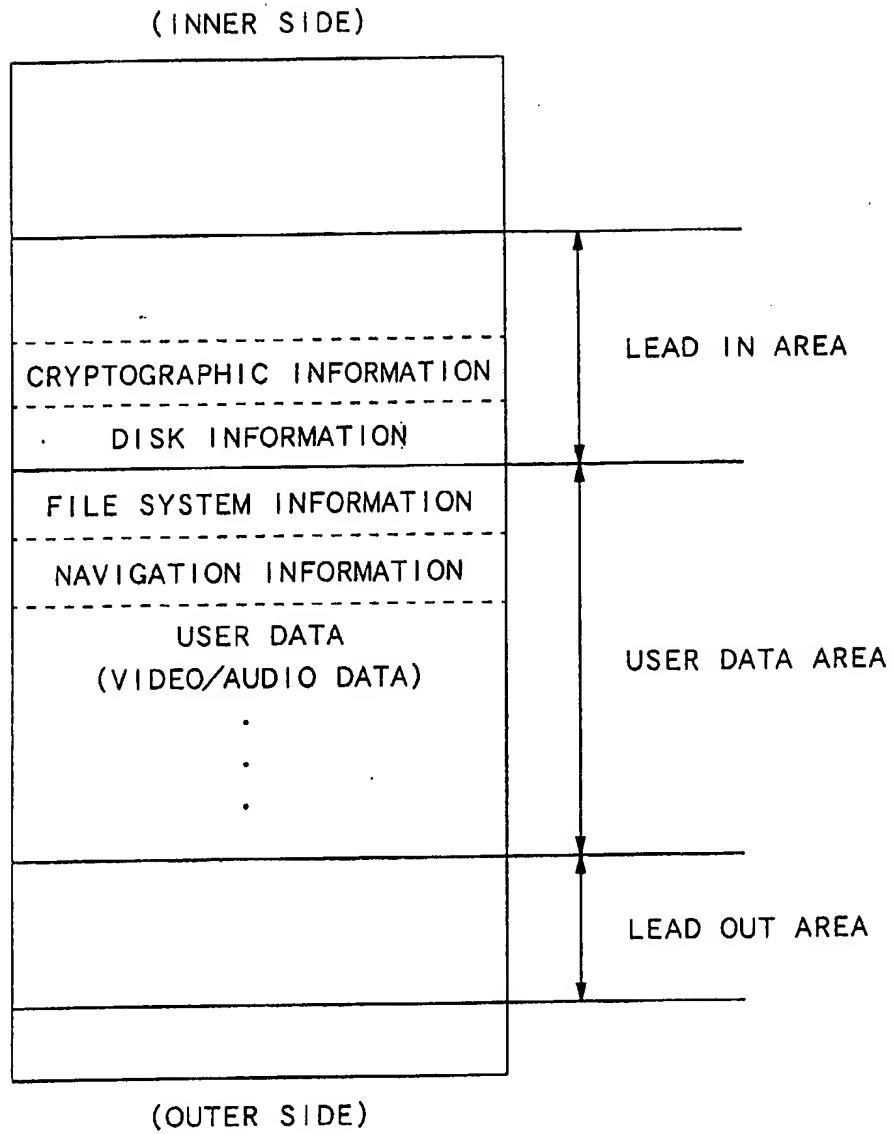 (INNER SIDE)
LEAD IN AREA
CRYPTOGRAPHIC INFORMATION
DISK INFORMATION
FILE SYSTEM INFORMATION
NAVIGATION INFORMATION
USER DATA
(VIDEO/AUDIO DATA)
USER DATA AREA
LEAD OUT AREA
(OUTER SIDE)